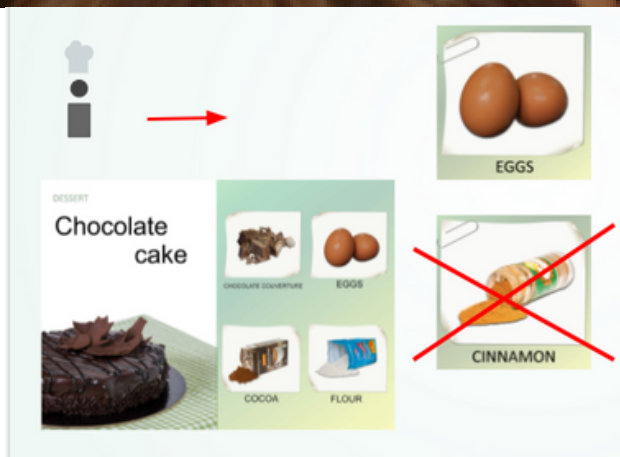 EGGS
DESSERT
Chocolate
cake
CHOCOLATE COUVERTURE
EGGS
COCOA
FLOUR
CINNAMON